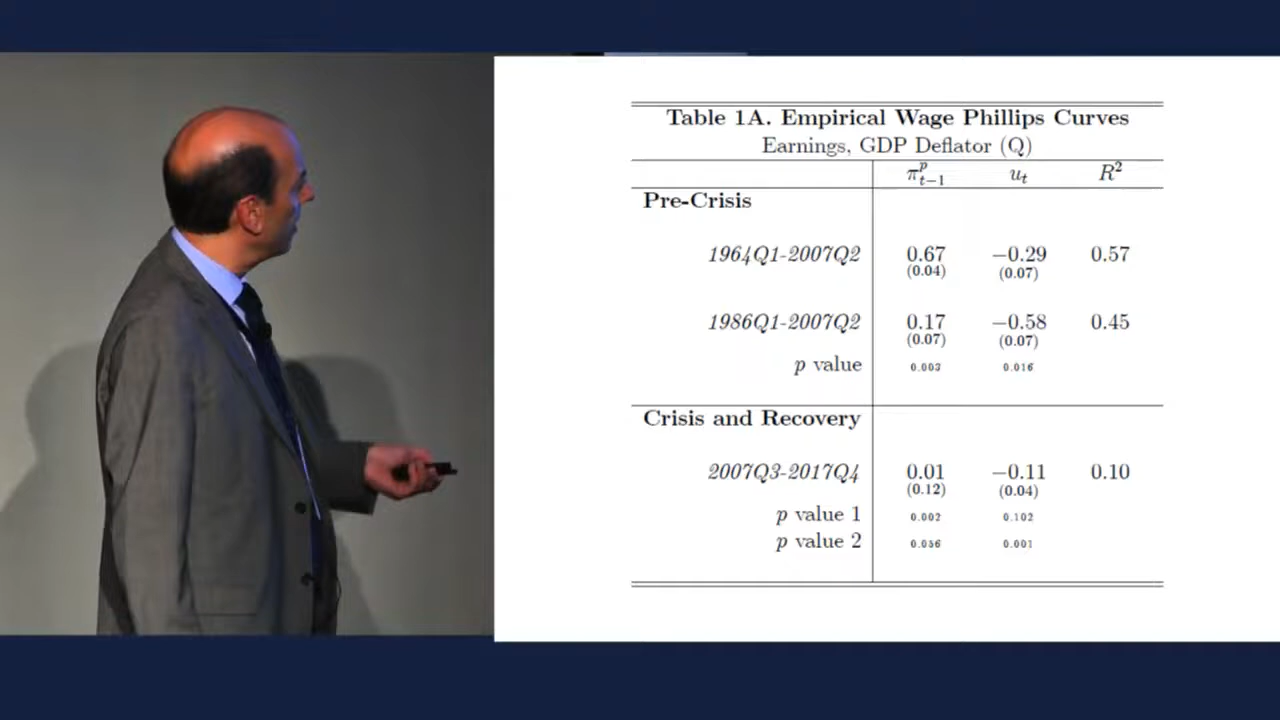 Table 1A. Empirical Wage Phillips Curves
Earnings, GDP Deflator (Q)
π^p_{t−1} u_t R²
Pre-Crisis
1964Q1-2007Q2 0.67 −0.29 0.57
(0.04) (0.07)
1986Q1-2007Q2 0.17 −0.58 0.45
(0.07) (0.07)
p value 0.003 0.016
Crisis and Recovery
2007Q3-2017Q4 0.01 −0.11 0.10
(0.12) (0.04)
p value 1 0.002 0.102
p value 2 0.056 0.001